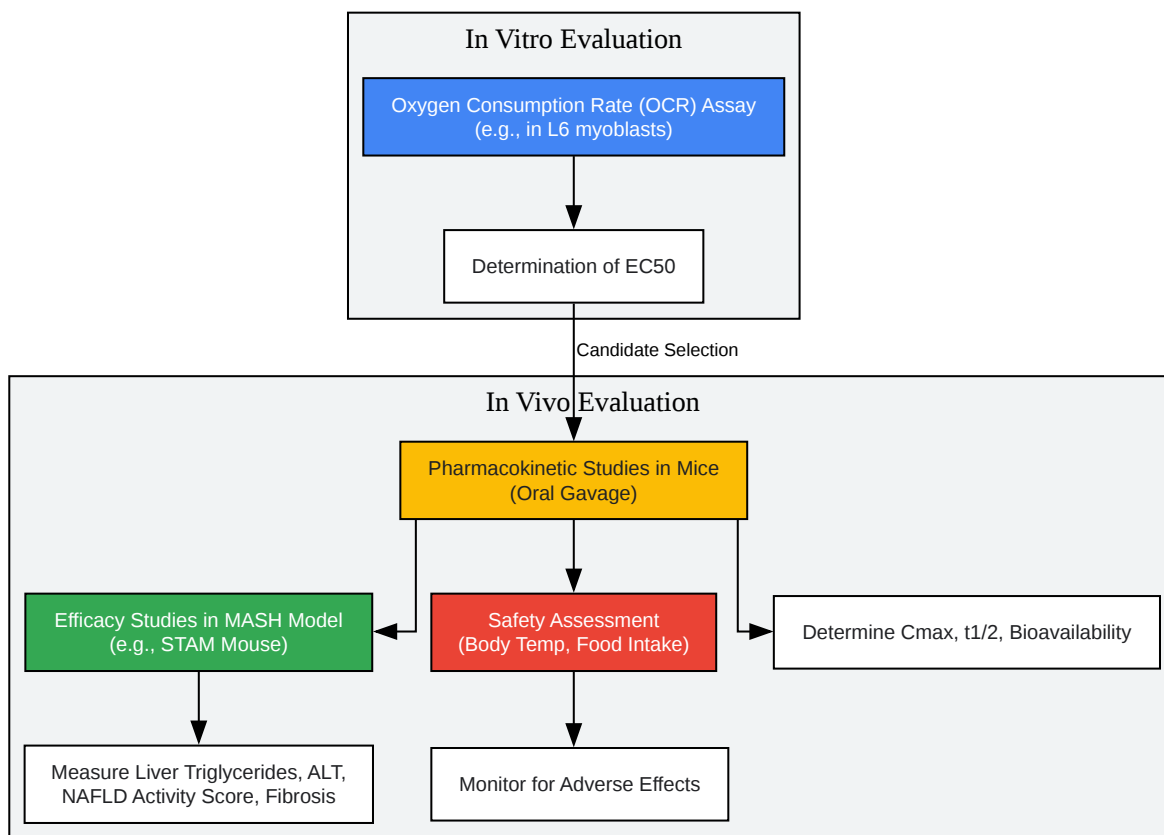 In Vitro Evaluation
Oxygen Consumption Rate (OCR) Assay
(e.g., in L6 myoblasts)
Determination of EC50
Candidate Selection
In Vivo Evaluation
Pharmacokinetic Studies in Mice
(Oral Gavage)
Efficacy Studies in MASH Model
(e.g., STAM Mouse)
Safety Assessment
(Body Temp, Food Intake)
Determine Cmax, t1/2, Bioavailability
Measure Liver Triglycerides, ALT,
NAFLD Activity Score, Fibrosis
Monitor for Adverse Effects